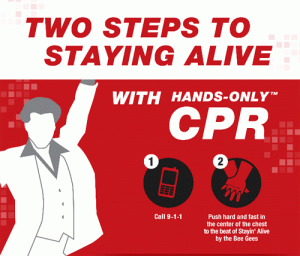 TWO STEPS TO
STAYING ALIVE
WITH HANDS-ONLY™
CPR
1
2
Call 9-1-1
Push hard and fast in
the center of the chest
to the beat of Stayin' Alive
by the Bee Gees